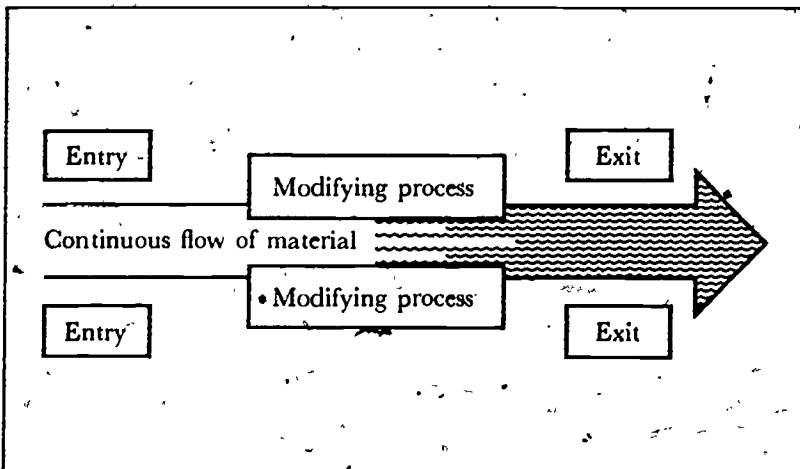 Entry
Exit
Modifying process
Continuous flow of material
Modifying process
Entry
Exit